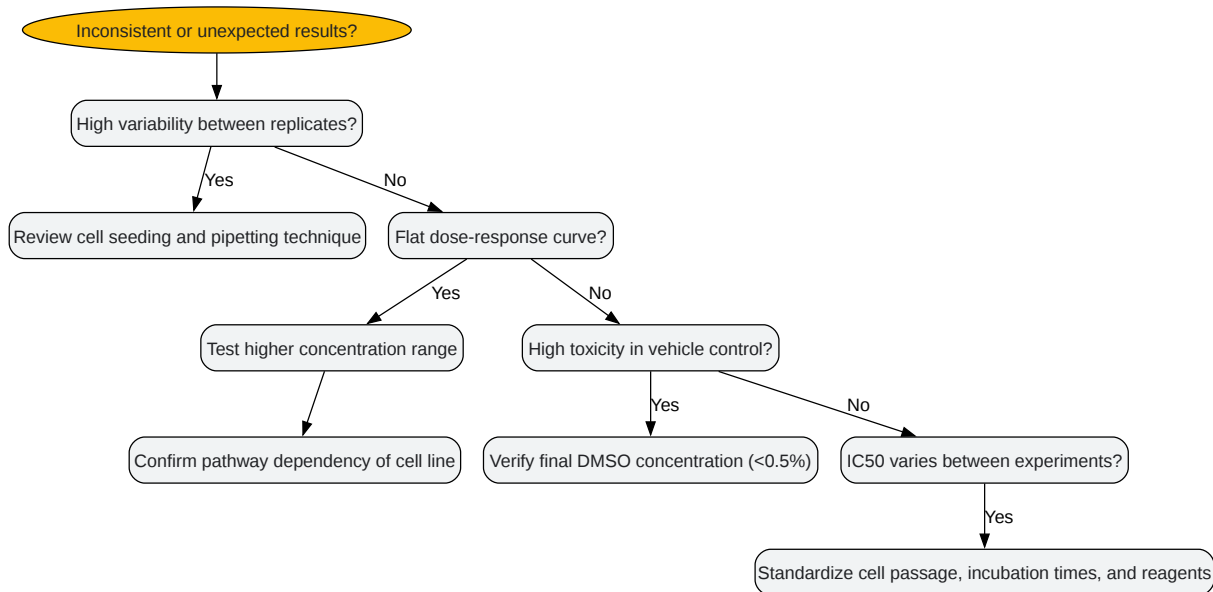 Inconsistent or unexpected results?
High variability between replicates?
Yes
No
Review cell seeding and pipetting technique
Flat dose-response curve?
Yes
No
Test higher concentration range
High toxicity in vehicle control?
Yes
No
Confirm pathway dependency of cell line
Verify final DMSO concentration (<0.5%)
IC50 varies between experiments?
Yes
Standardize cell passage, incubation times, and reagents